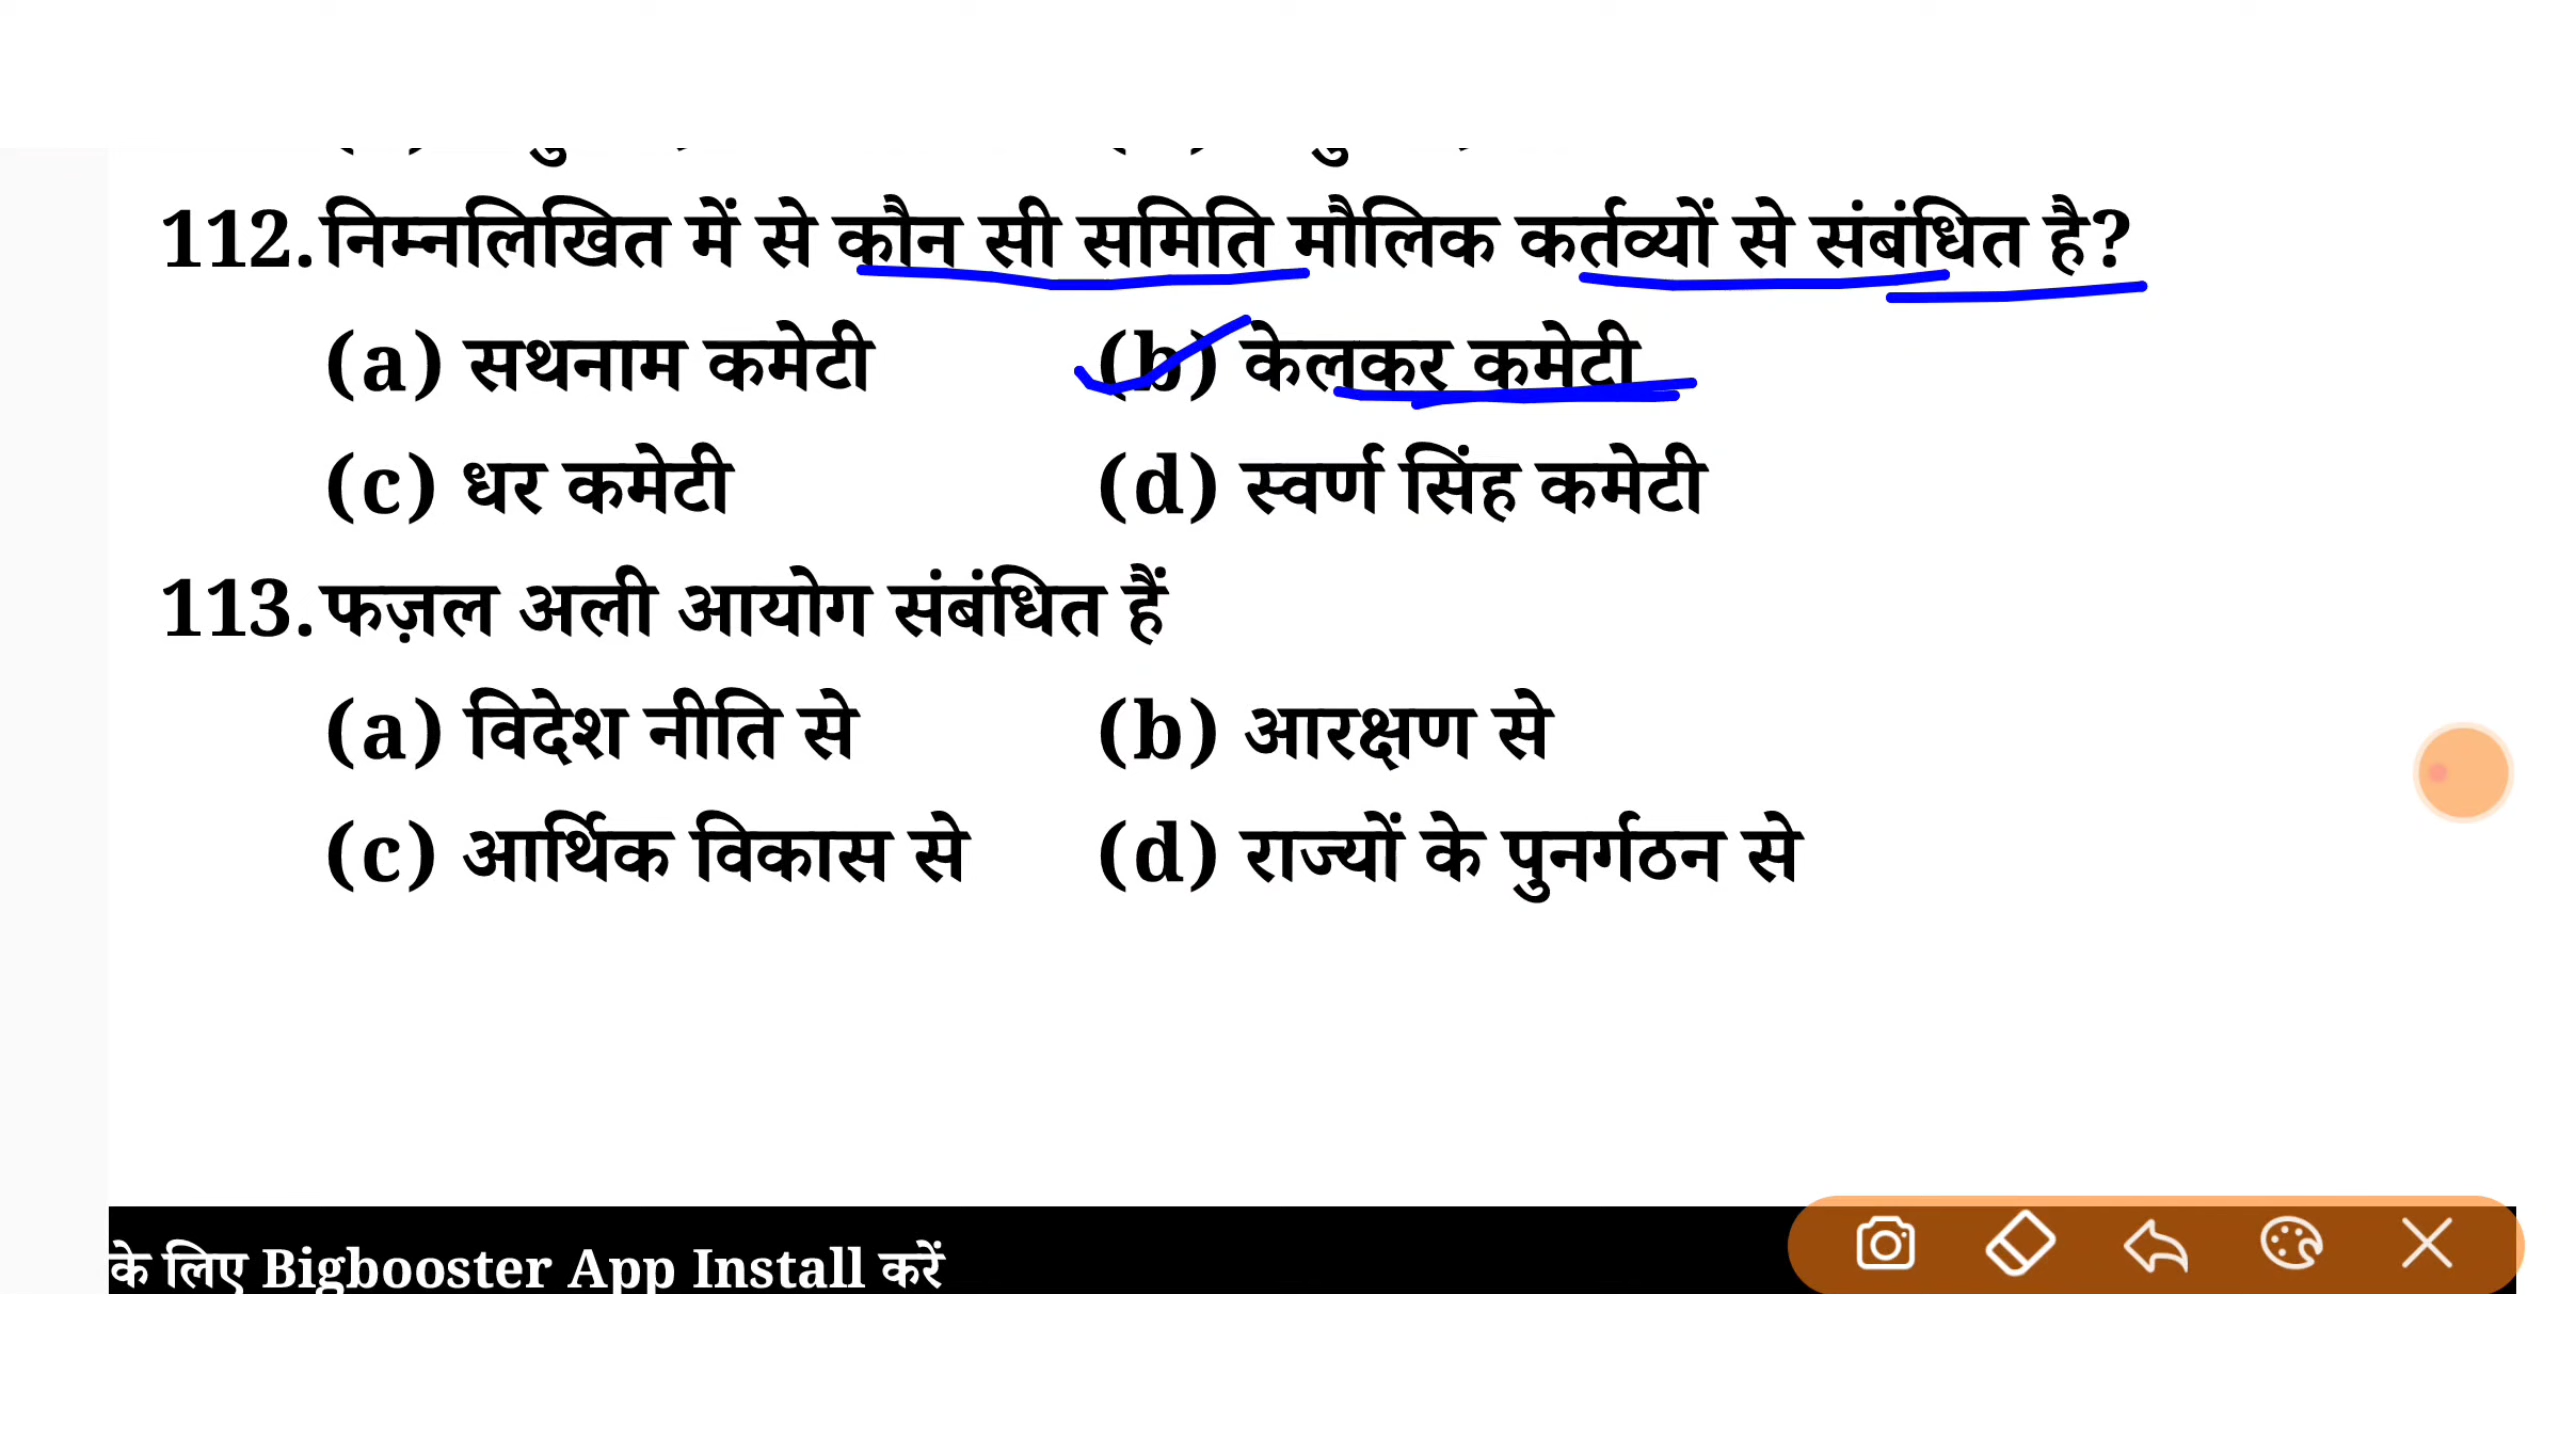 112. निम्नलिखित में से कौन सी समिति मौलिक कर्तव्यों से संबंधित है?
(a) सथनाम कमेटी (b) केलकर कमेटी
(c) धर कमेटी (d) स्वर्ण सिंह कमेटी
113. फज़ल अली आयोग संबंधित हैं
(a) विदेश नीति से (b) आरक्षण से
(c) आर्थिक विकास से (d) राज्यों के पुनर्गठन से
के लिए Bigbooster App Install करें